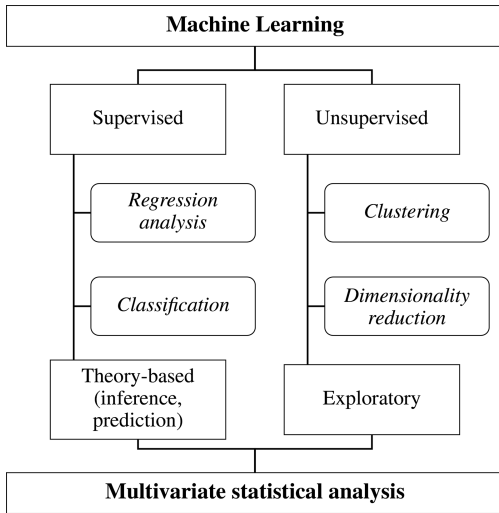 Machine Learning
Supervised
Unsupervised
Regression
analysis
Clustering
Classification
Dimensionality
reduction
Theory-based
(inference,
prediction)
Exploratory
Multivariate statistical analysis